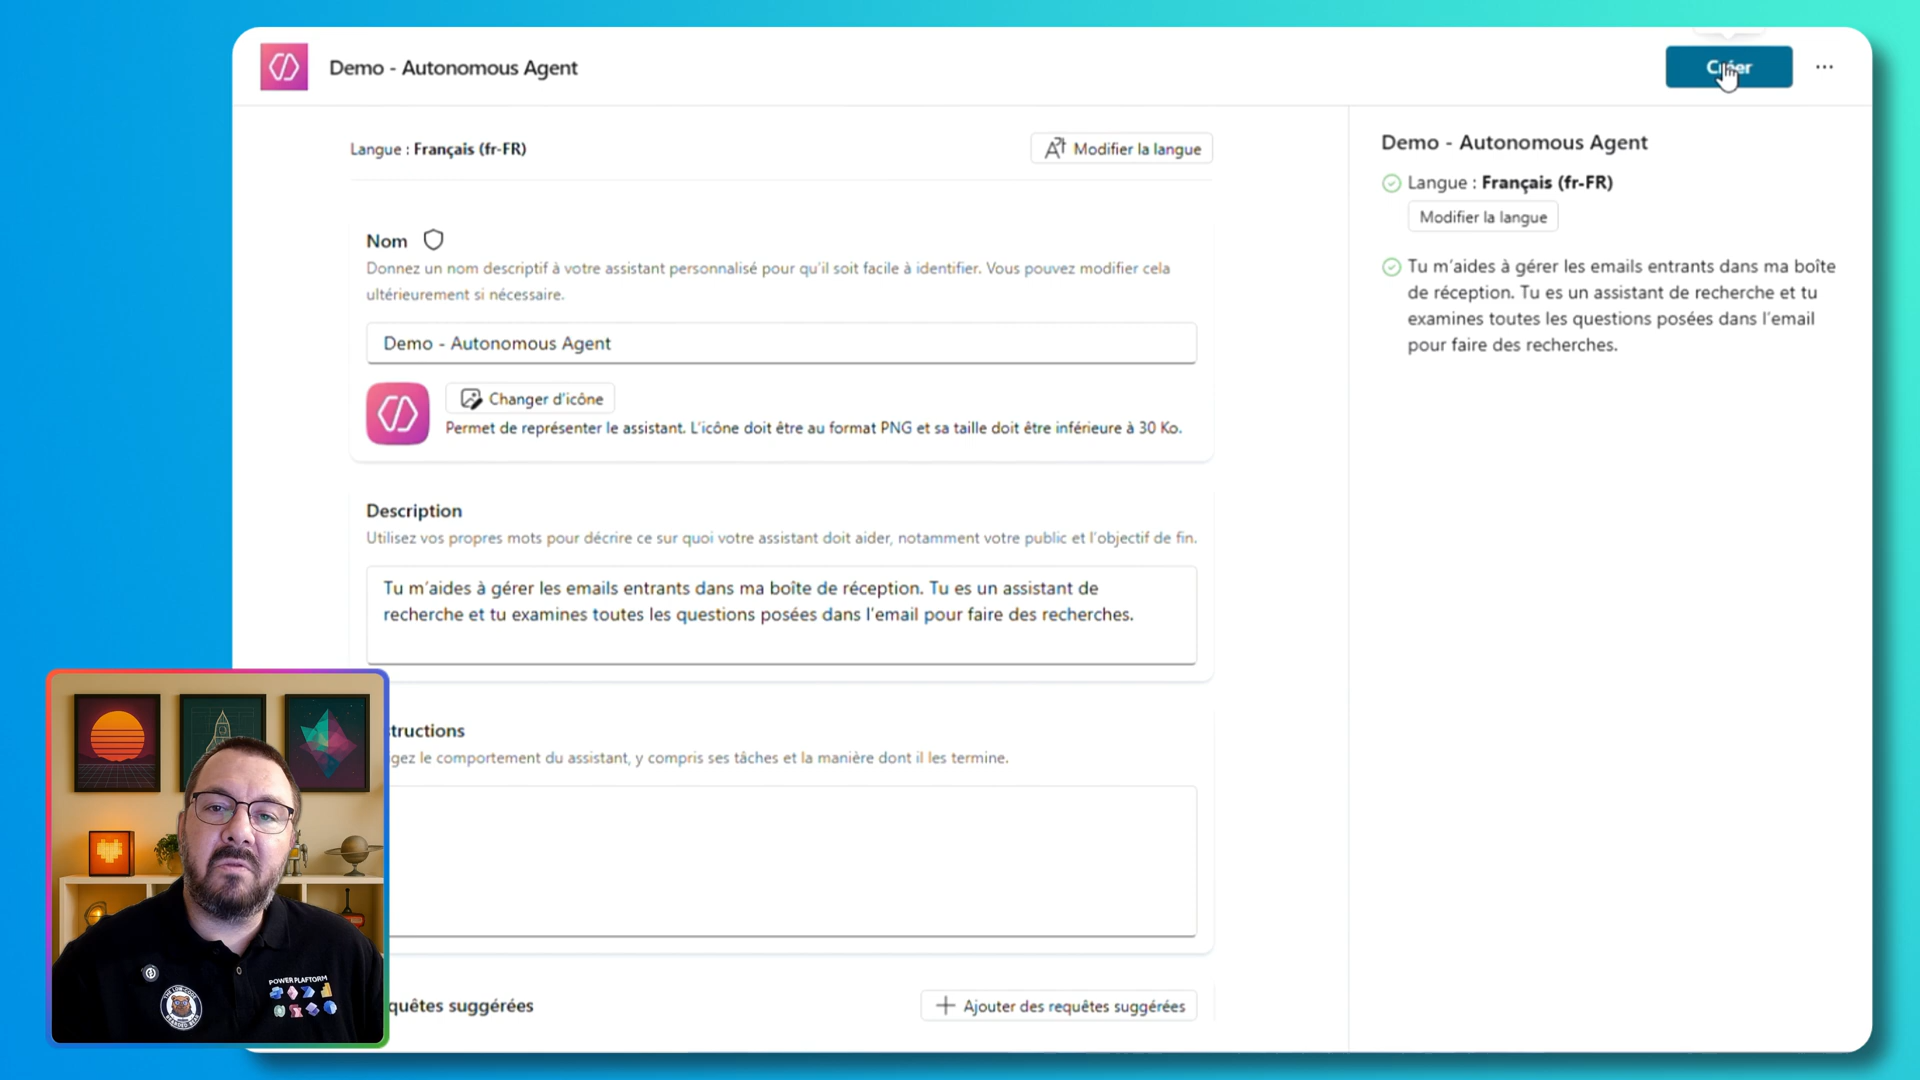 Demo - Autonomous Agent
Créer
Langue : Français (fr-FR)
Modifier la langue
Nom
Donnez un nom descriptif à votre assistant personnalisé pour qu'il soit facile à identifier. Vous pouvez modifier cela
ultérieurement si nécessaire.
Demo - Autonomous Agent
Changer d'icône
Permet de représenter le assistant. L'icône doit être au format PNG et sa taille doit être inférieure à 30 Ko.
Description
Utilisez vos propres mots pour décrire ce sur quoi votre assistant doit aider, notamment votre public et l'objectif de fin.
Tu m'aides à gérer les emails entrants dans ma boîte de réception. Tu es un assistant de
recherche et tu examines toutes les questions posées dans l'email pour faire des recherches.
structions
gez le comportement du assistant, y compris ses tâches et la manière dont il les termine.
quêtes suggérées
Ajouter des requêtes suggérées
Demo - Autonomous Agent
Langue : Français (fr-FR)
Modifier la langue
Tu m'aides à gérer les emails entrants dans ma boîte
de réception. Tu es un assistant de recherche et tu
examines toutes les questions posées dans l'email
pour faire des recherches.
POWER PLAFTORM